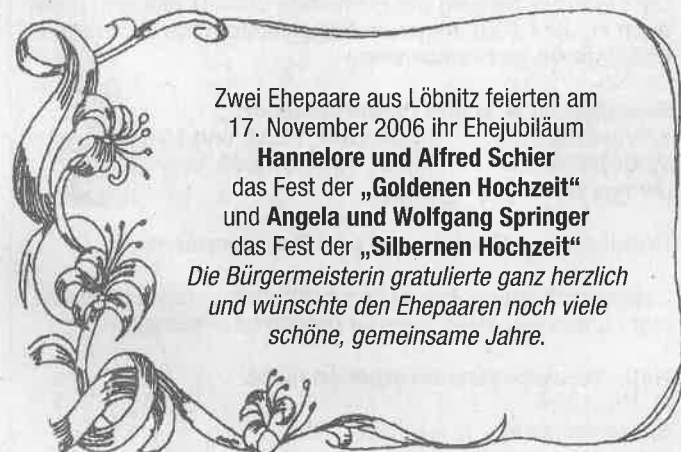 Zwei Ehepaare aus Löbnitz feierten am
17. November 2006 ihr Ehejubiläum
Hannelore und Alfred Schier
das Fest der „Goldenen Hochzeit“
und Angela und Wolfgang Springer
das Fest der „Silbernen Hochzeit“
Die Bürgermeisterin gratulierte ganz herzlich
und wünschte den Ehepaaren noch viele
schöne, gemeinsame Jahre.